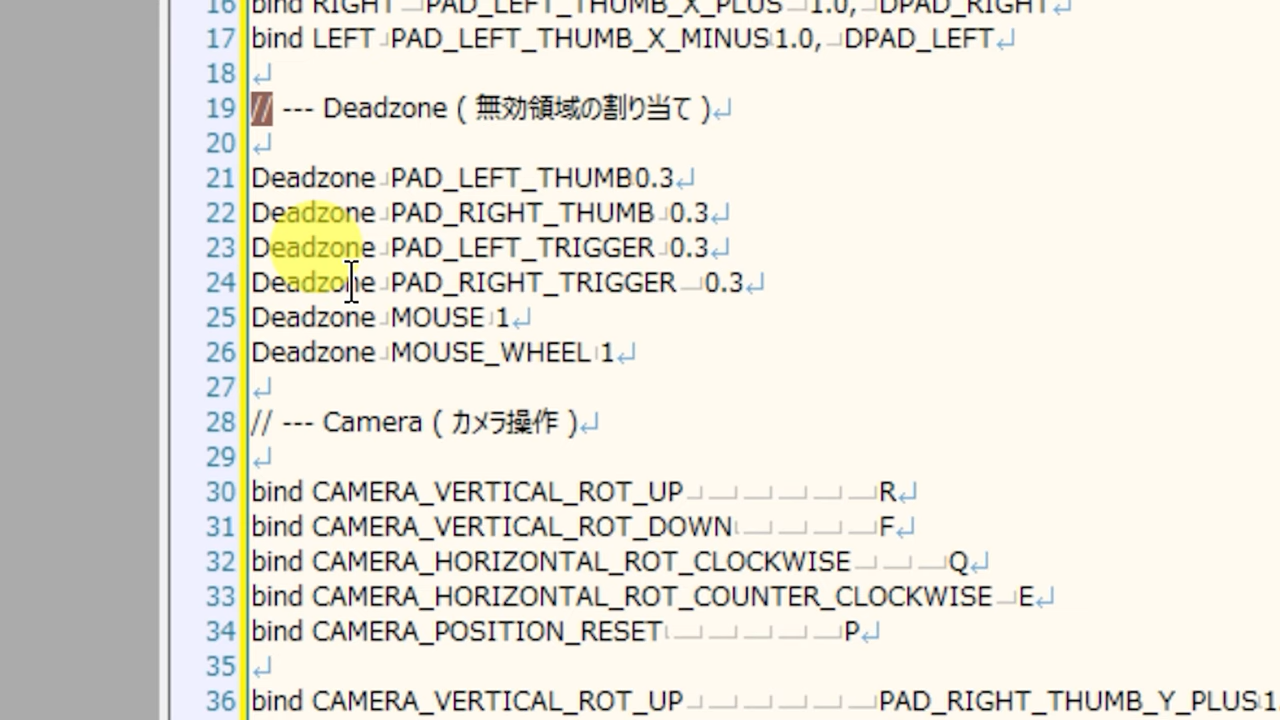 16 bind RIGHT PAD_LEFT_THUMB_X_PLUS 1.0, DPAD_RIGHT
17 bind LEFT PAD_LEFT_THUMB_X_MINUS 1.0, DPAD_LEFT
18
19 // --- Deadzone ( 無効領域の割り当て )
20
21 Deadzone PAD_LEFT_THUMB 0.3
22 Deadzone PAD_RIGHT_THUMB 0.3
23 Deadzone PAD_LEFT_TRIGGER 0.3
24 Deadzone PAD_RIGHT_TRIGGER 0.3
25 Deadzone MOUSE 1
26 Deadzone MOUSE_WHEEL 1
27
28 // --- Camera ( カメラ操作 )
29
30 bind CAMERA_VERTICAL_ROT_UP R
31 bind CAMERA_VERTICAL_ROT_DOWN F
32 bind CAMERA_HORIZONTAL_ROT_CLOCKWISE Q
33 bind CAMERA_HORIZONTAL_ROT_COUNTER_CLOCKWISE E
34 bind CAMERA_POSITION_RESET P
35
36 bind CAMERA_VERTICAL_ROT_UP PAD_RIGHT_THUMB_Y_PLUS 1